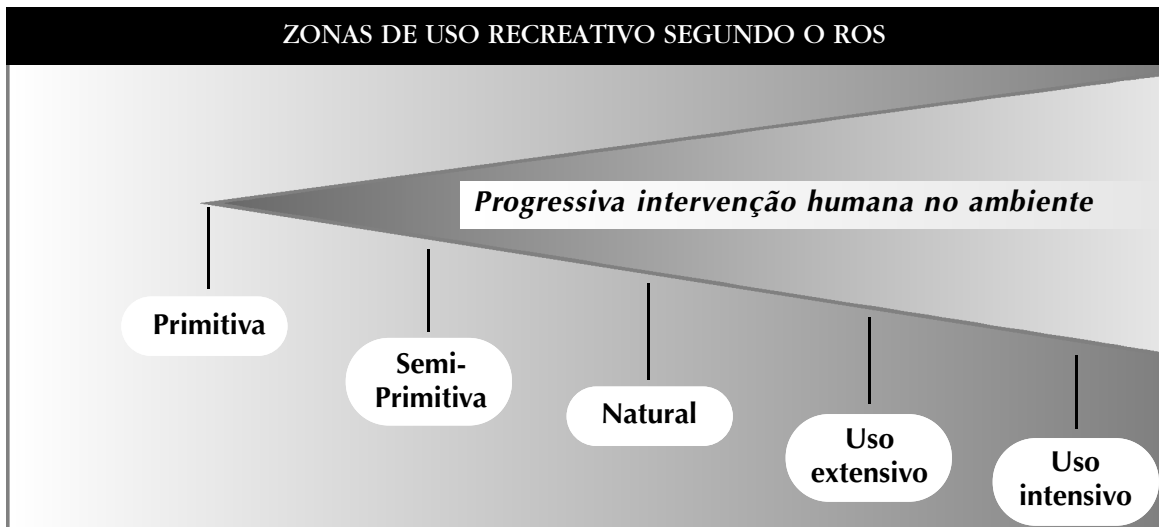 ZONAS DE USO RECREATIVO SEGUNDO O ROS
Progressiva intervenção humana no ambiente
Primitiva
Semi-
Primitiva
Natural
Uso
extensivo
Uso
intensivo